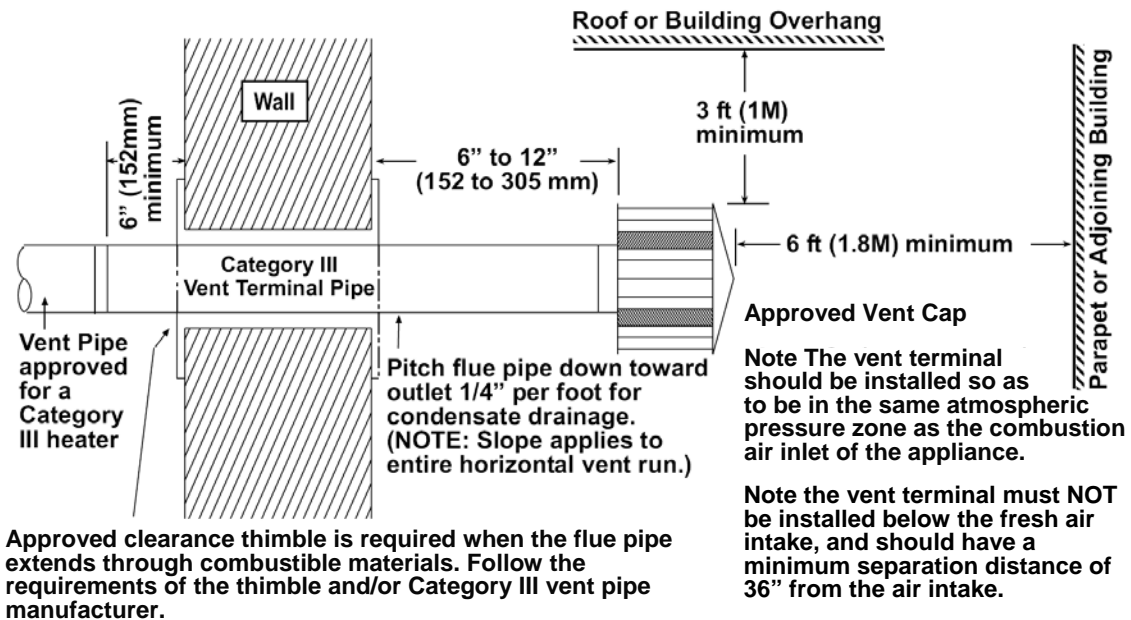 Roof or Building Overhang
Wall
6” (152mm)
minimum
6” to 12”
(152 to 305 mm)
3 ft (1M)
minimum
6 ft (1.8M) minimum
Parapet or Adjoining Building
Category III
Vent Terminal Pipe
Vent Pipe
approved
for a
Category
III heater
Pitch flue pipe down toward
outlet 1/4” per foot for
condensate drainage.
(NOTE: Slope applies to
entire horizontal vent run.)
Approved Vent Cap
Note The vent terminal
should be installed so as
to be in the same atmospheric
pressure zone as the combustion
air inlet of the appliance.
Note the vent terminal must NOT
be installed below the fresh air
intake, and should have a
minimum separation distance of
36” from the air intake.
Approved clearance thimble is required when the flue pipe
extends through combustible materials. Follow the
requirements of the thimble and/or Category III vent pipe
manufacturer.